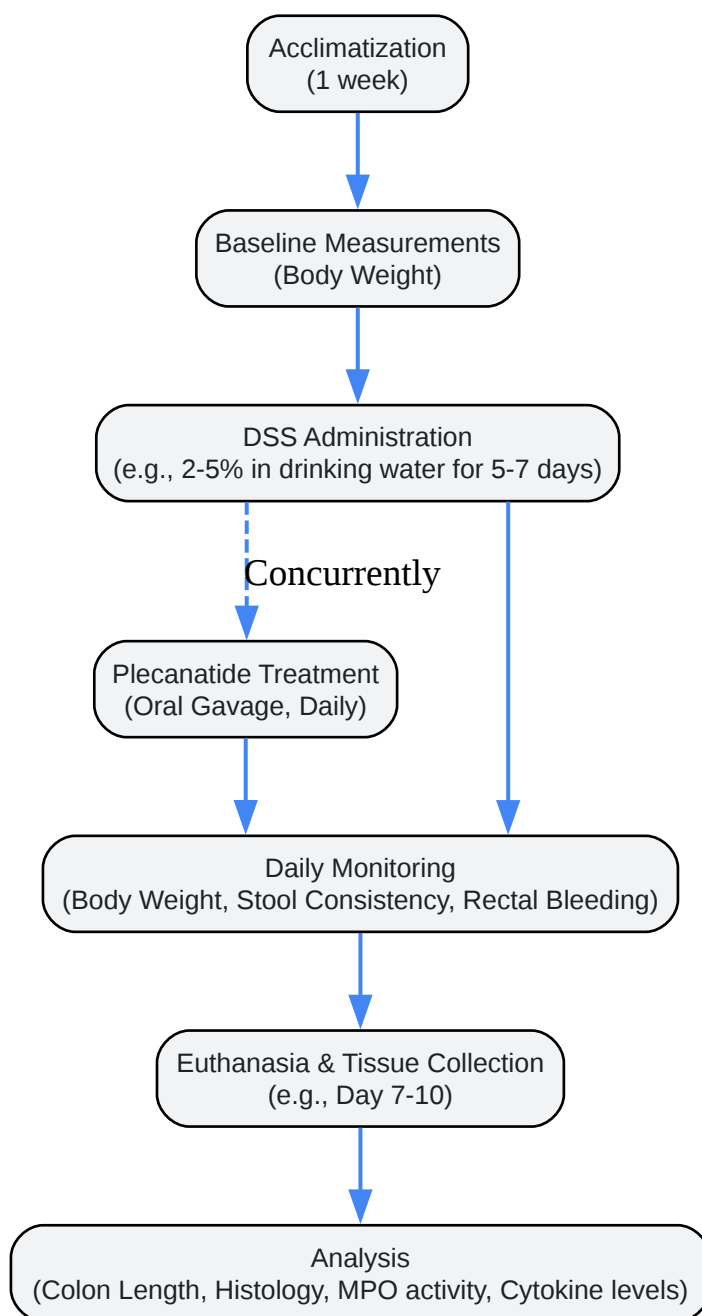 Acclimatization
(1 week)
Baseline Measurements
(Body Weight)
DSS Administration
(e.g., 2-5% in drinking water for 5-7 days)
Concurrently
Plecanatide Treatment
(Oral Gavage, Daily)
Daily Monitoring
(Body Weight, Stool Consistency, Rectal Bleeding)
Euthanasia & Tissue Collection
(e.g., Day 7-10)
Analysis
(Colon Length, Histology, MPO activity, Cytokine levels)